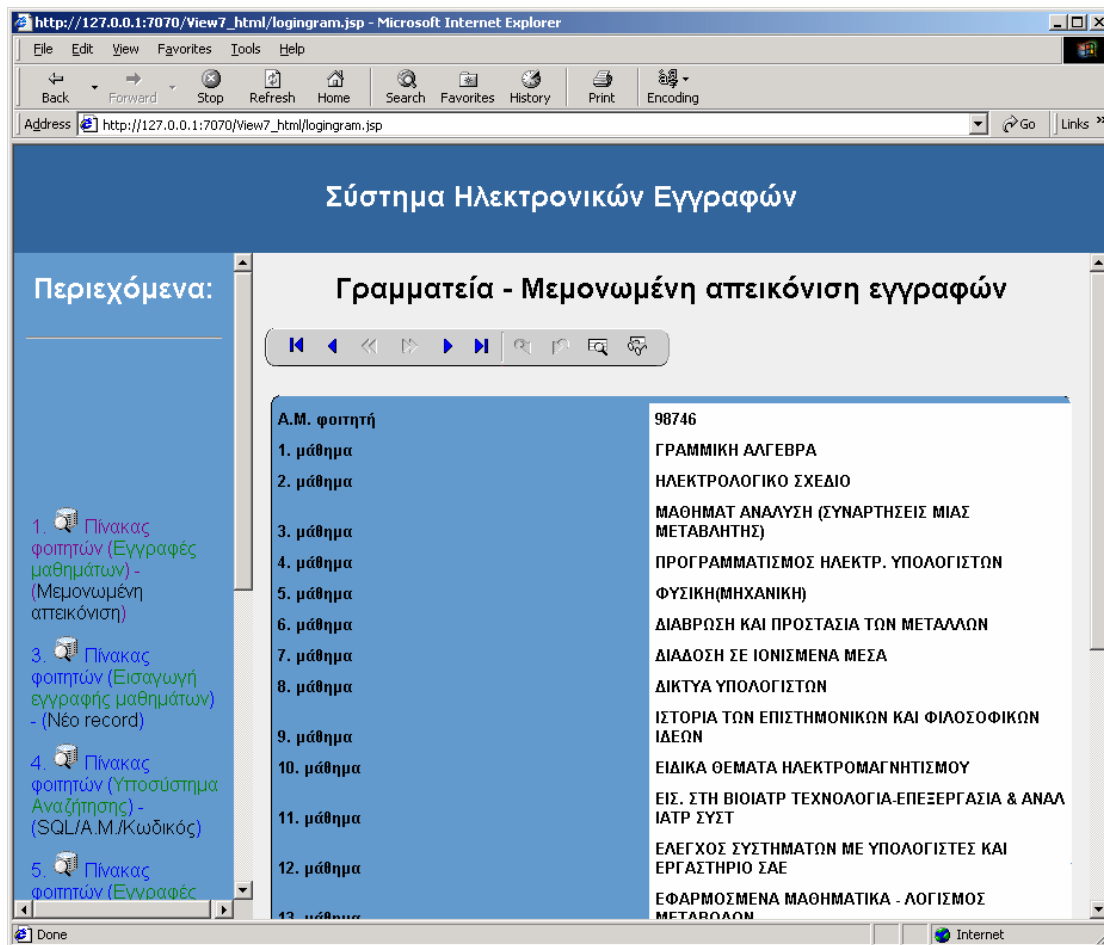 http://127.0.0.1:7070/View7_html/logingram.jsp - Microsoft Internet Explorer
File Edit View Favorites Tools Help
Back Forward Stop Refresh Home Search Favorites History Print Encoding
Address http://127.0.0.1:7070/View7_html/logingram.jsp Go Links »
Σύστημα Ηλεκτρονικών Εγγραφών
Περιεχόμενα:
1. Πίνακας
φοιτητών (Εγγραφές
μαθημάτων) -
(Μεμονωμένη
απεικόνιση)
3. Πίνακας
φοιτητών (Εισαγωγή
εγγραφής μαθημάτων)
- (Νέο record)
4. Πίνακας
φοιτητών (Υποσύστημα
Αναζήτησης) -
(SQL/Α.Μ./Κωδικός)
5. Πίνακας
φοιτητών (Εγγραφές
Γραμματεία - Μεμονωμένη απεικόνιση εγγραφών
Α.Μ. φοιτητή 98746
1. μάθημα ΓΡΑΜΜΙΚΗ ΑΛΓΕΒΡΑ
2. μάθημα ΗΛΕΚΤΡΟΛΟΓΙΚΟ ΣΧΕΔΙΟ
3. μάθημα ΜΑΘΗΜΑΤ ΑΝΑΛΥΣΗ (ΣΥΝΑΡΤΗΣΕΙΣ ΜΙΑΣ
ΜΕΤΑΒΛΗΤΗΣ)
4. μάθημα ΠΡΟΓΡΑΜΜΑΤΙΣΜΟΣ ΗΛΕΚΤΡ. ΥΠΟΛΟΓΙΣΤΩΝ
5. μάθημα ΦΥΣΙΚΗ(ΜΗΧΑΝΙΚΗ)
6. μάθημα ΔΙΑΒΡΩΣΗ ΚΑΙ ΠΡΟΣΤΑΣΙΑ ΤΩΝ ΜΕΤΑΛΛΩΝ
7. μάθημα ΔΙΑΔΟΣΗ ΣΕ ΙΟΝΙΣΜΕΝΑ ΜΕΣΑ
8. μάθημα ΔΙΚΤΥΑ ΥΠΟΛΟΓΙΣΤΩΝ
9. μάθημα ΙΣΤΟΡΙΑ ΤΩΝ ΕΠΙΣΤΗΜΟΝΙΚΩΝ ΚΑΙ ΦΙΛΟΣΟΦΙΚΩΝ
ΙΔΕΩΝ
10. μάθημα ΕΙΔΙΚΑ ΘΕΜΑΤΑ ΗΛΕΚΤΡΟΜΑΓΝΗΤΙΣΜΟΥ
11. μάθημα ΕΙΣ. ΣΤΗ ΒΙΟΙΑΤΡ ΤΕΧΝΟΛΟΓΙΑ-ΕΠΕΞΕΡΓΑΣΙΑ & ΑΝΑΛ
ΙΑΤΡ ΣΥΣΤ
12. μάθημα ΕΛΕΓΧΟΣ ΣΥΣΤΗΜΑΤΩΝ ΜΕ ΥΠΟΛΟΓΙΣΤΕΣ ΚΑΙ
ΕΡΓΑΣΤΗΡΙΟ ΣΑΕ
13. μάθημα ΕΦΑΡΜΟΣΜΕΝΑ ΜΑΘΗΜΑΤΙΚΑ - ΛΟΓΙΣΜΟΣ
ΜΕΤΑΒΟΛΩΝ
Done Internet